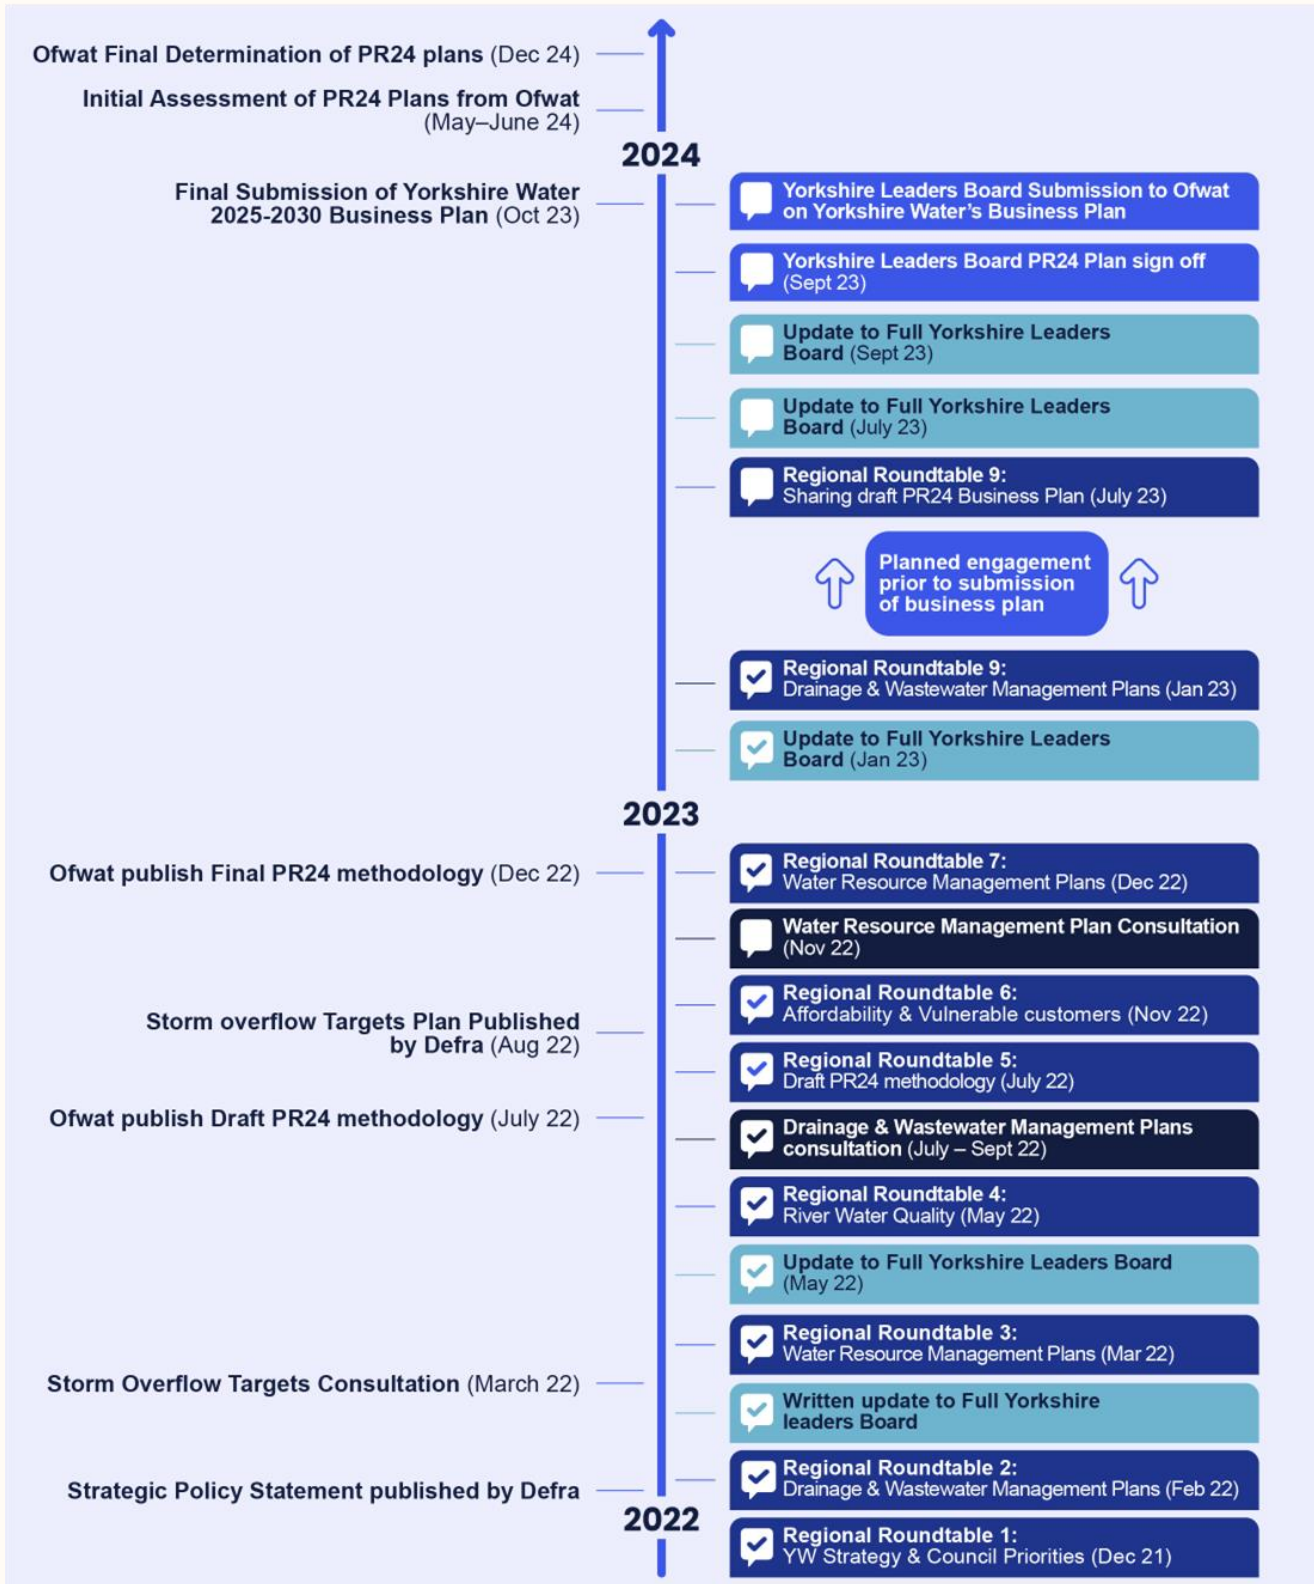 Ofwat Final Determination of PR24 plans (Dec 24)
Initial Assessment of PR24 Plans from Ofwat
(May–June 24)
2024
Final Submission of Yorkshire Water
2025-2030 Business Plan (Oct 23)
Yorkshire Leaders Board Submission to Ofwat
on Yorkshire Water's Business Plan
Yorkshire Leaders Board PR24 Plan sign off
(Sept 23)
Update to Full Yorkshire Leaders
Board (Sept 23)
Update to Full Yorkshire Leaders
Board (July 23)
Regional Roundtable 9:
Sharing draft PR24 Business Plan (July 23)
Planned engagement
prior to submission
of business plan
Regional Roundtable 9:
Drainage & Wastewater Management Plans (Jan 23)
Update to Full Yorkshire Leaders
Board (Jan 23)
2023
Ofwat publish Final PR24 methodology (Dec 22)
Regional Roundtable 7:
Water Resource Management Plans (Dec 22)
Water Resource Management Plan Consultation
(Nov 22)
Regional Roundtable 6:
Affordability & Vulnerable customers (Nov 22)
Storm overflow Targets Plan Published
by Defra (Aug 22)
Regional Roundtable 5:
Draft PR24 methodology (July 22)
Ofwat publish Draft PR24 methodology (July 22)
Drainage & Wastewater Management Plans
consultation (July – Sept 22)
Regional Roundtable 4:
River Water Quality (May 22)
Update to Full Yorkshire Leaders Board
(May 22)
Regional Roundtable 3:
Water Resource Management Plans (Mar 22)
Storm Overflow Targets Consultation (March 22)
Written update to Full Yorkshire
leaders Board
Regional Roundtable 2:
Drainage & Wastewater Management Plans (Feb 22)
Strategic Policy Statement published by Defra
2022
Regional Roundtable 1:
YW Strategy & Council Priorities (Dec 21)